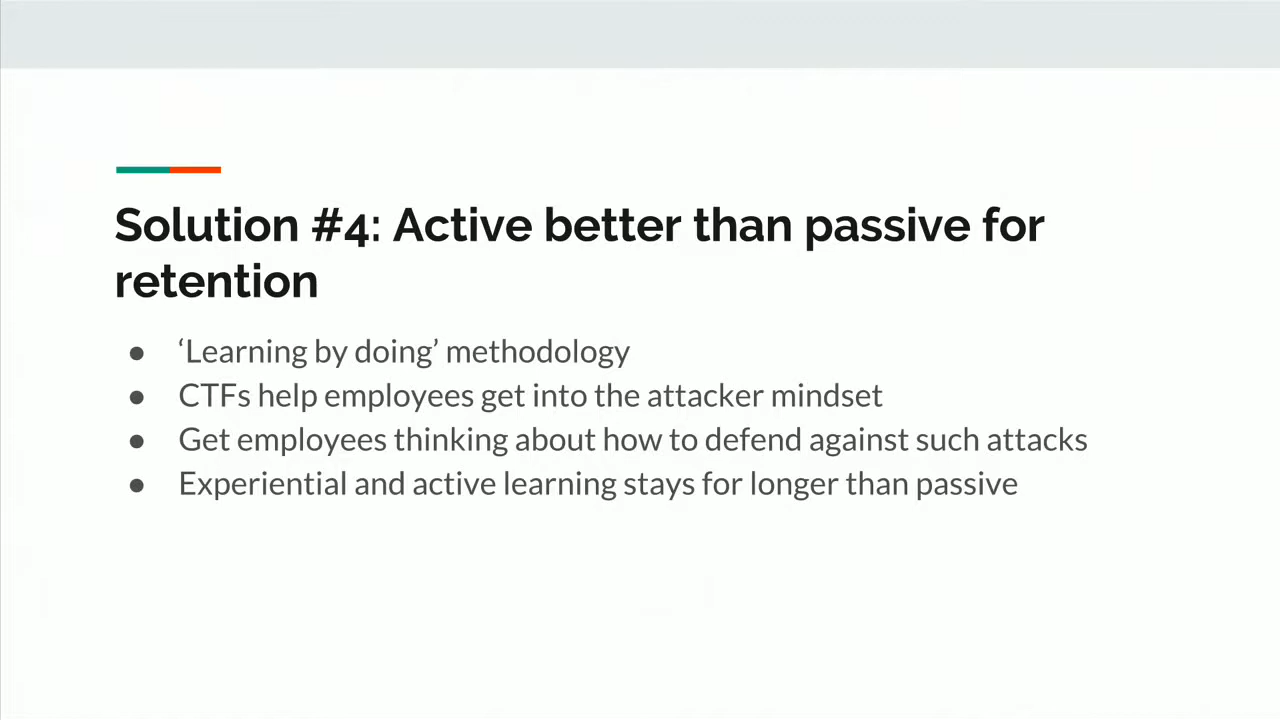 Solution #4: Active better than passive for
retention
● ‘Learning by doing’ methodology
● CTFs help employees get into the attacker mindset
● Get employees thinking about how to defend against such attacks
● Experiential and active learning stays for longer than passive